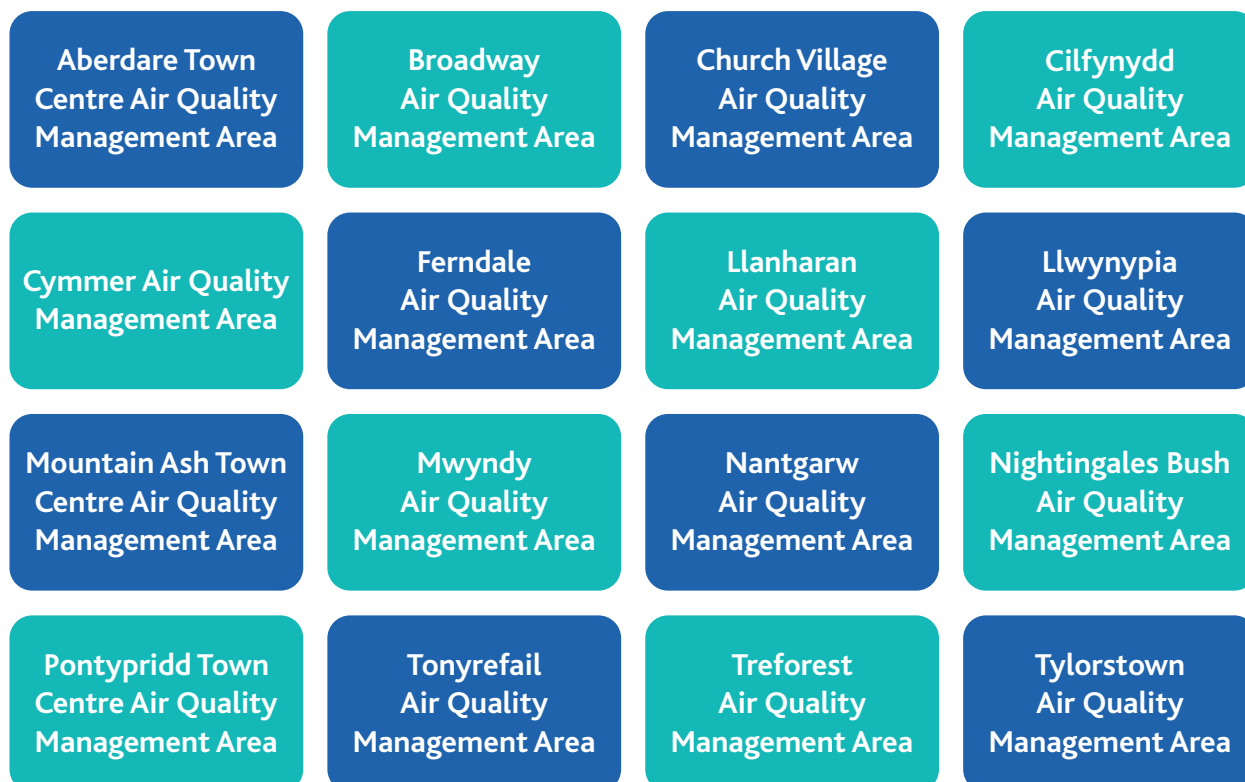 Aberdare Town
Centre Air Quality
Management Area
Broadway
Air Quality
Management Area
Church Village
Air Quality
Management Area
Cilfynydd
Air Quality
Management Area
Cymmer Air Quality
Management Area
Ferndale
Air Quality
Management Area
Llanharan
Air Quality
Management Area
Llwynypia
Air Quality
Management Area
Mountain Ash Town
Centre Air Quality
Management Area
Mwyndy
Air Quality
Management Area
Nantgarw
Air Quality
Management Area
Nightingales Bush
Air Quality
Management Area
Pontypridd Town
Centre Air Quality
Management Area
Tonyrefail
Air Quality
Management Area
Treforest
Air Quality
Management Area
Tylorstown
Air Quality
Management Area